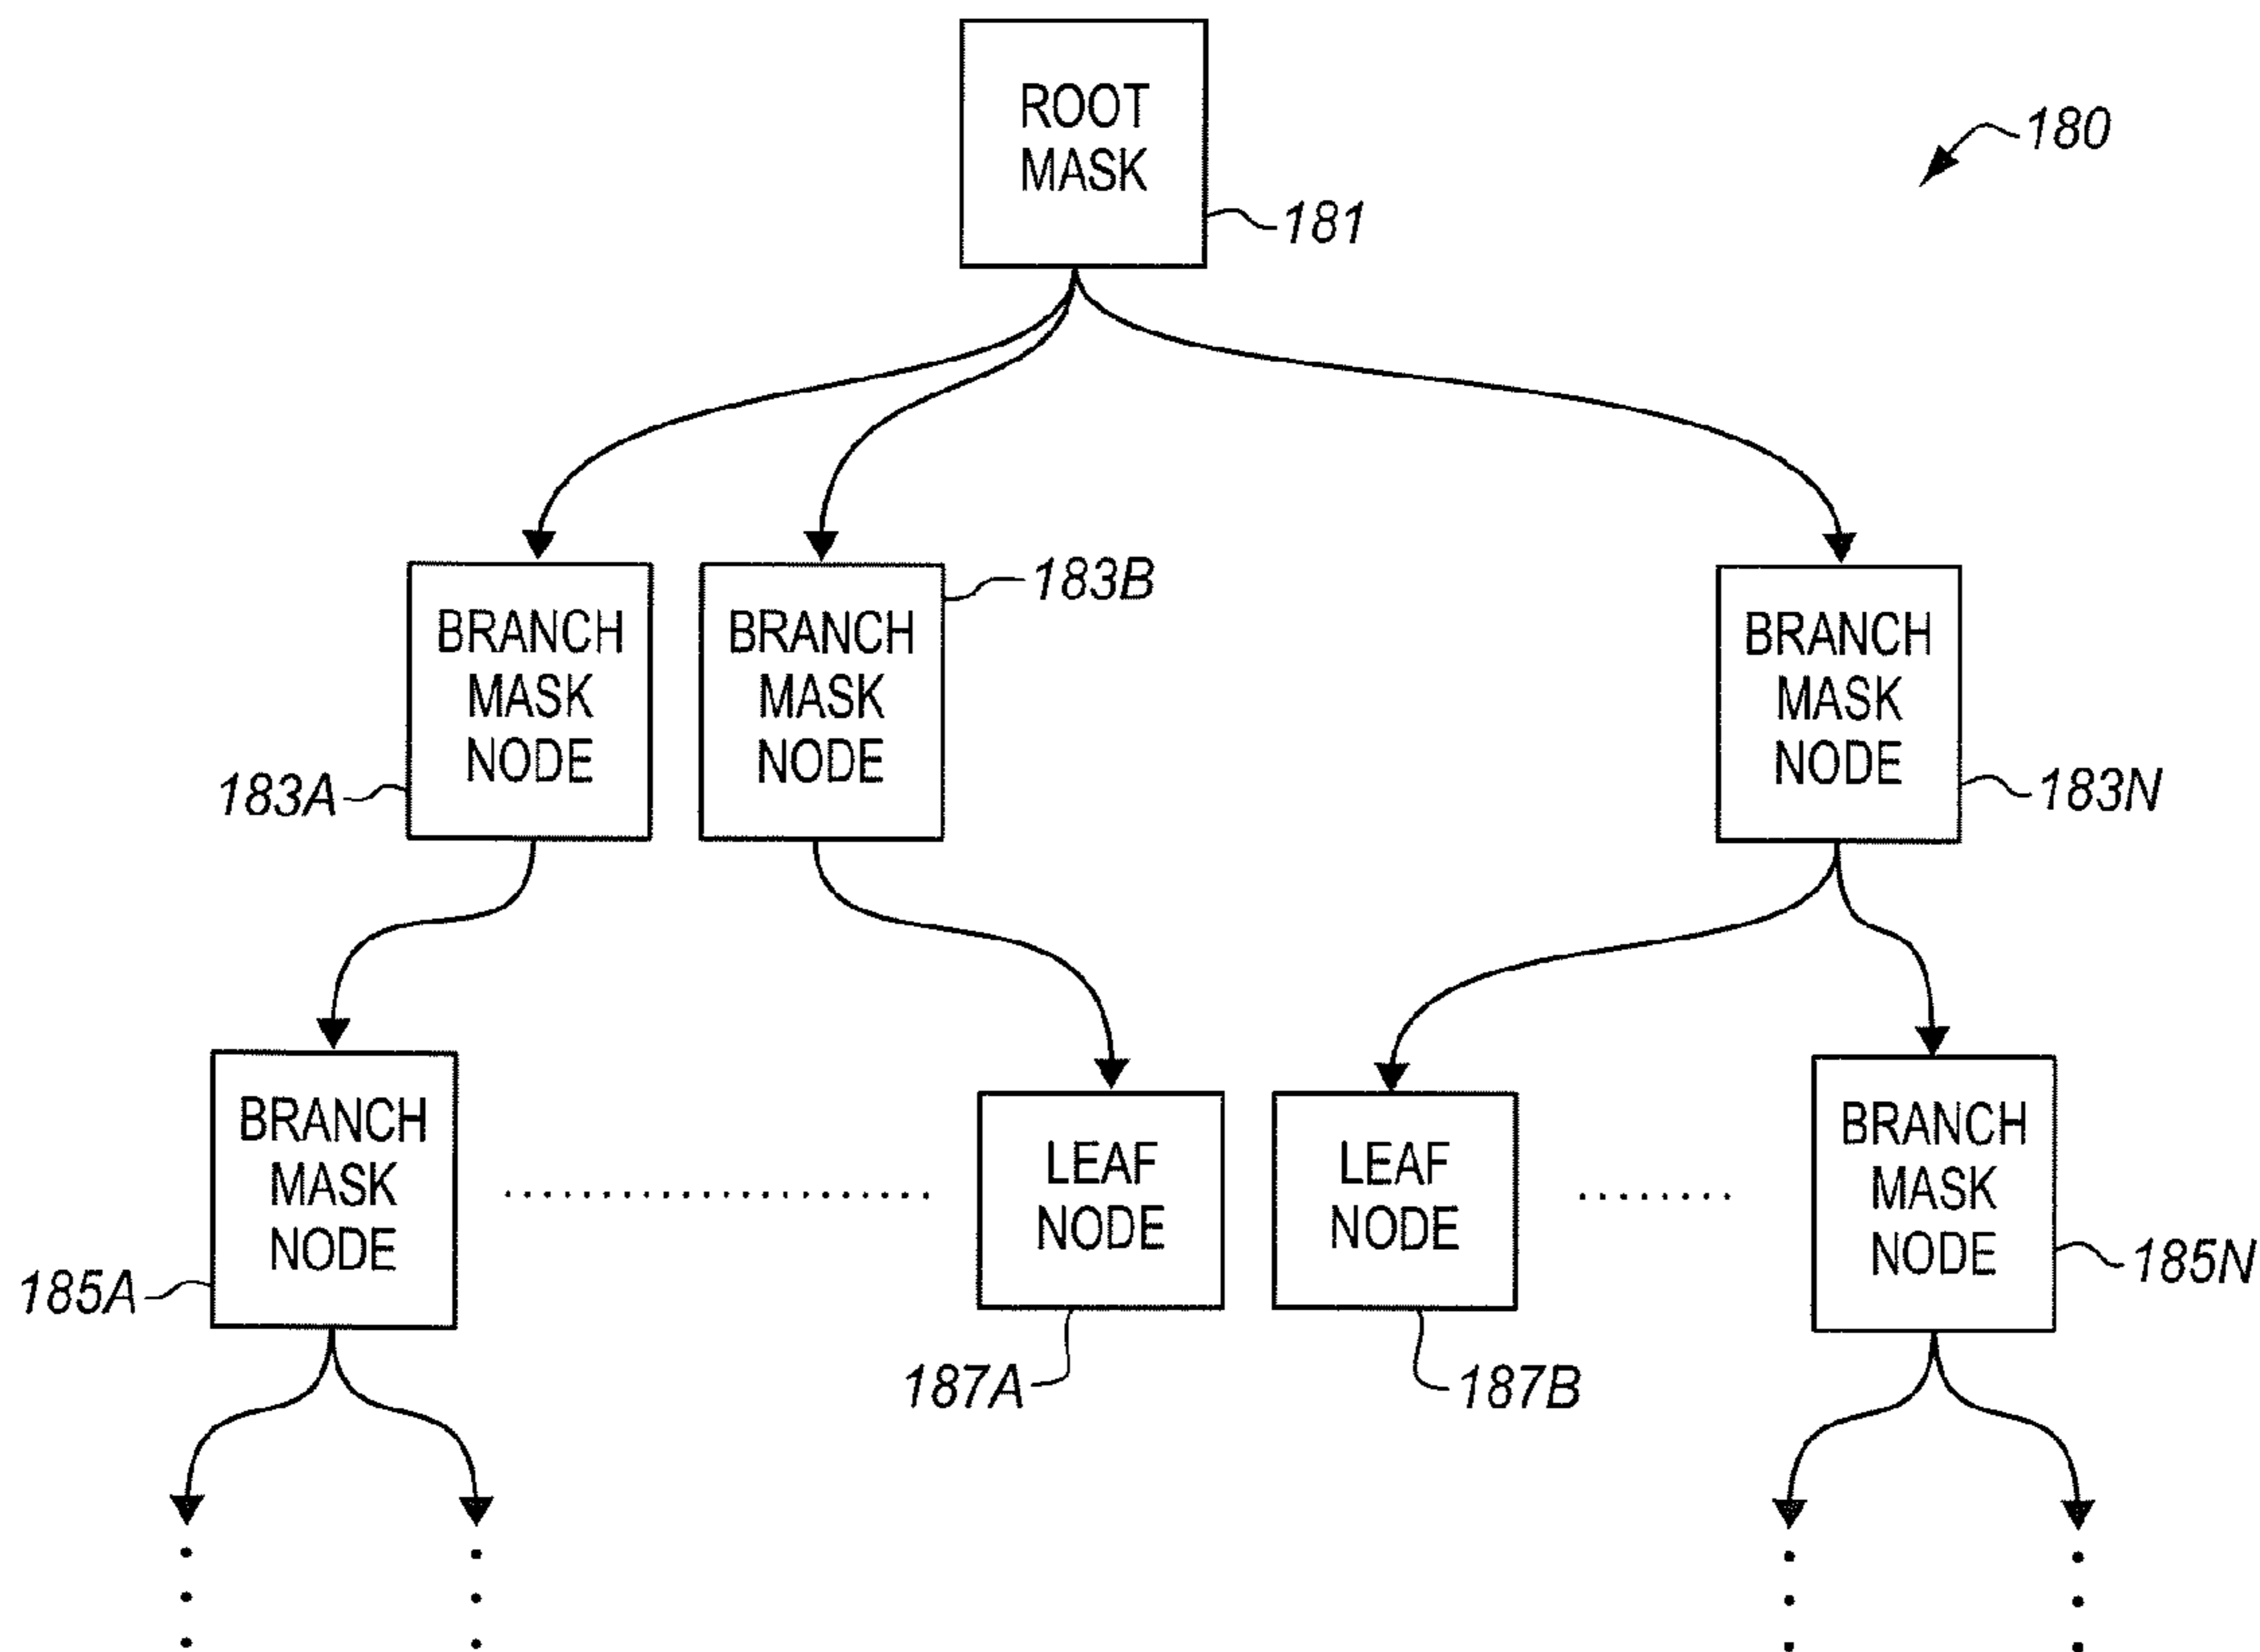 ROOT
MASK
180
181
183B
BRANCH
MASK
NODE
183A
BRANCH
MASK
NODE
BRANCH
MASK
NODE
183N
BRANCH
MASK
NODE
185A
LEAF
NODE
187A
LEAF
NODE
187B
BRANCH
MASK
NODE
185N